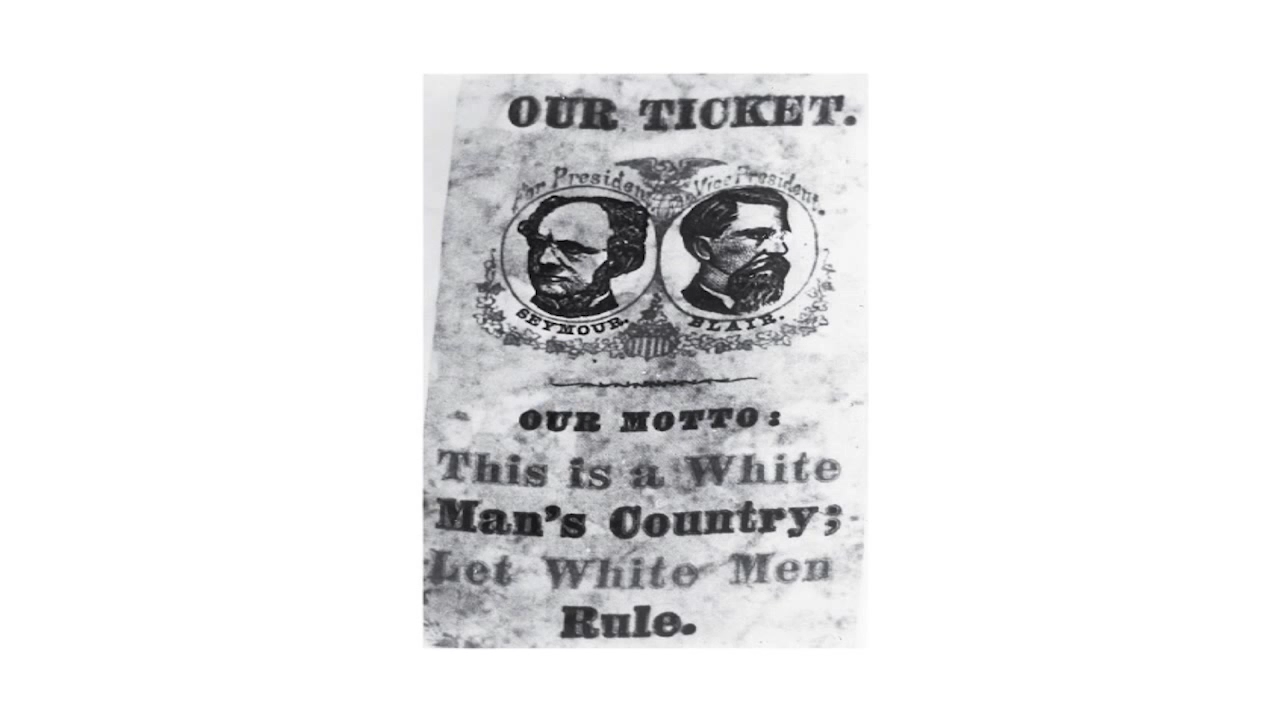 OUR TICKET.
For President, Vice President.
SEYMOUR. BLAIR.
OUR MOTTO:
This is a White
Man's Country;
Let White Men
Rule.